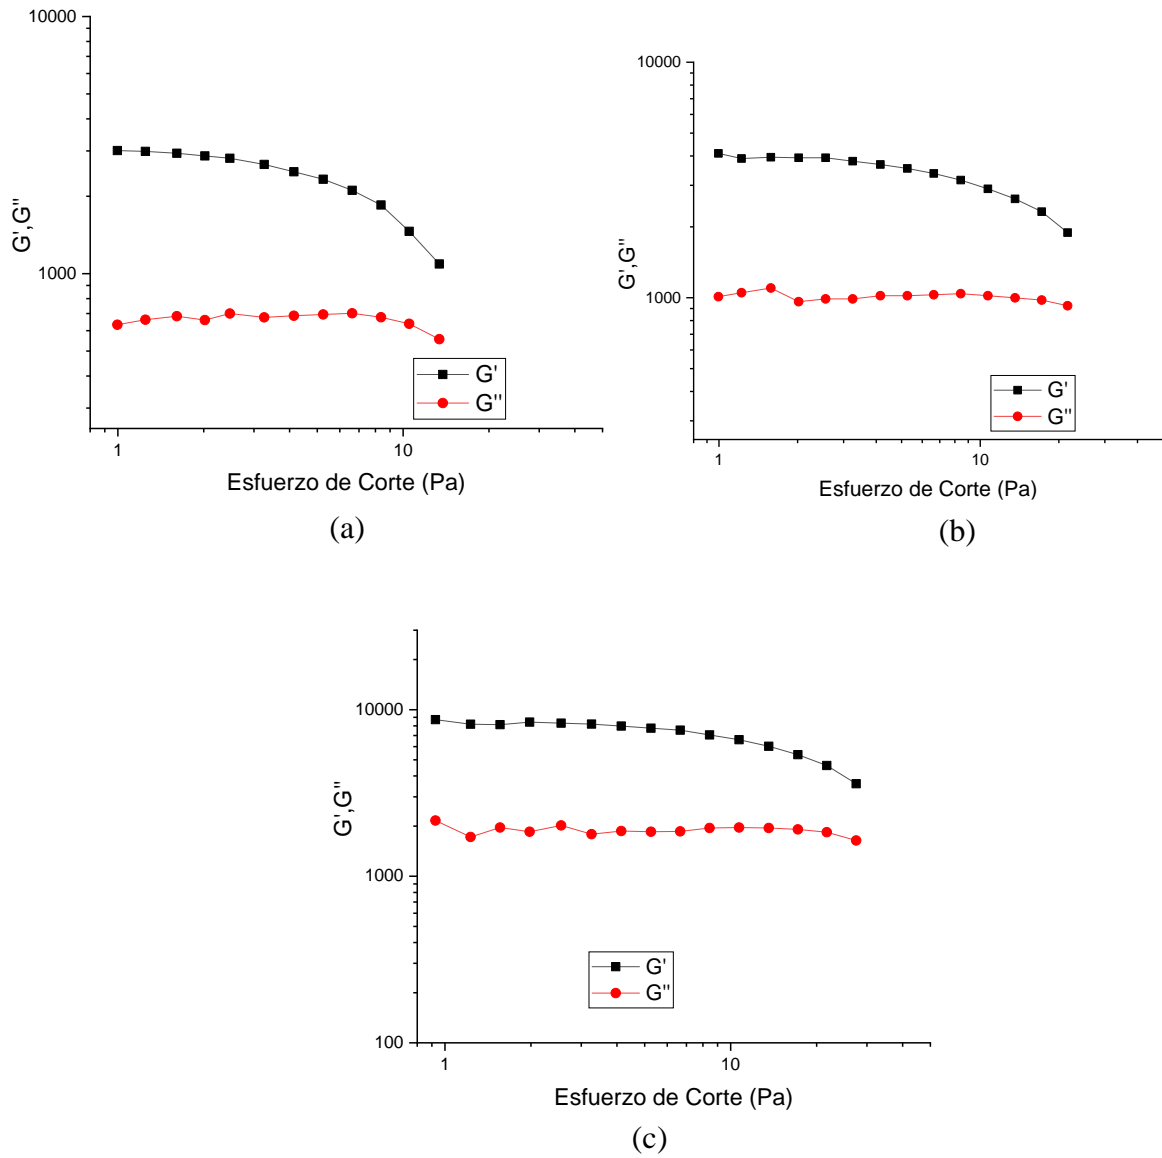 10000
1000
G',G''
G'
G''
1
10
Esfuerzo de Corte (Pa)
(a)
10000
1000
G',G''
G'
G''
1
10
Esfuerzo de Corte (Pa)
(b)
10000
1000
100
G',G''
G'
G''
1
10
Esfuerzo de Corte (Pa)
(c)